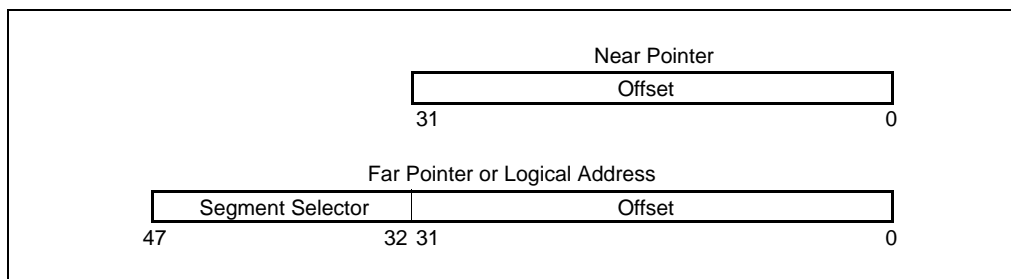 Near Pointer
Offset
31 0
Far Pointer or Logical Address
Segment Selector Offset
47 32 31 0